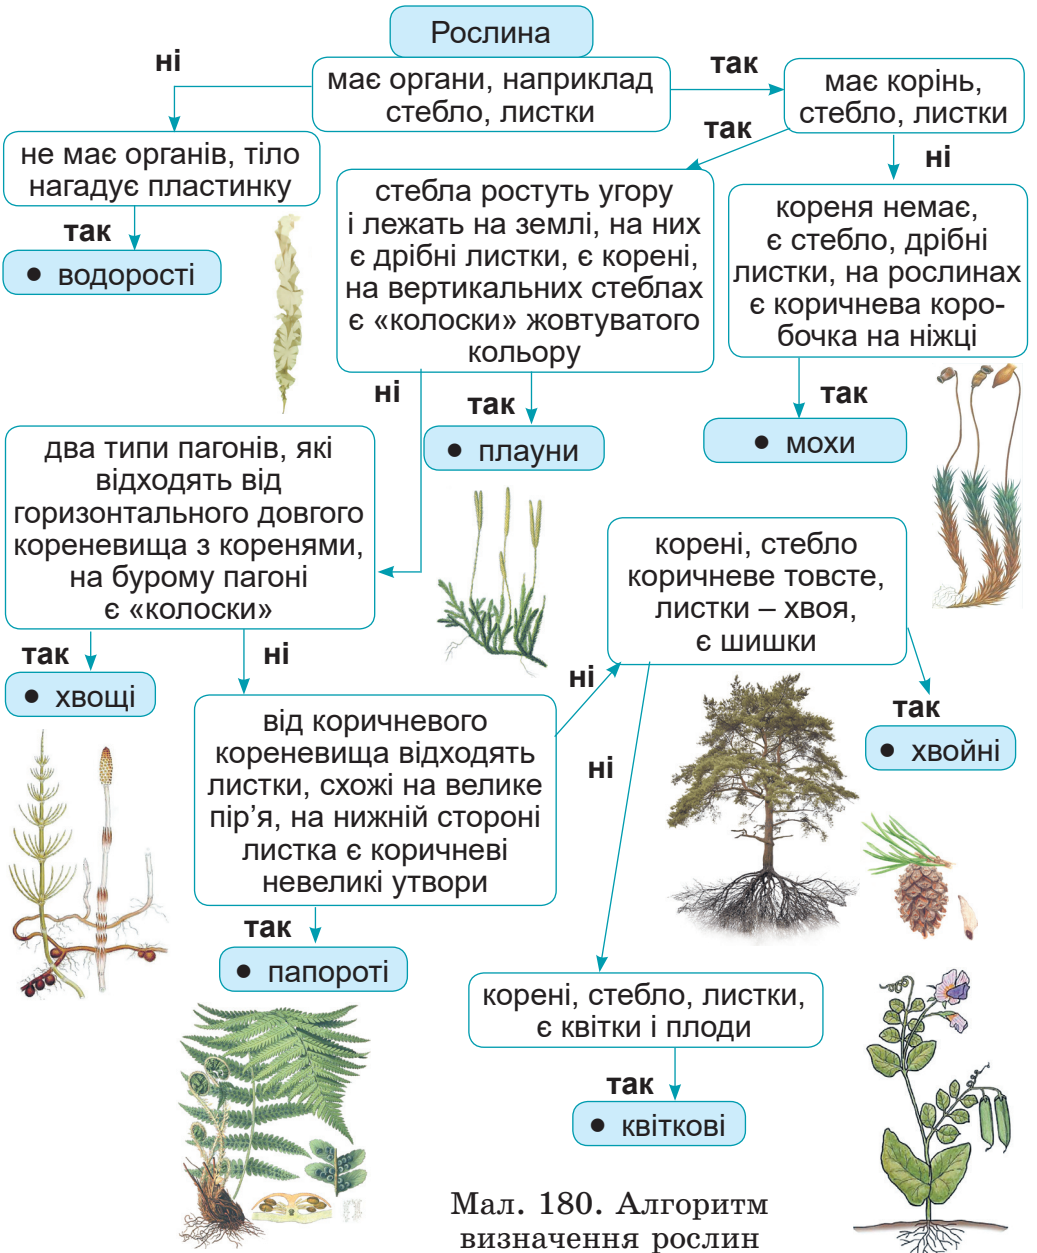 Рослина
ні
має органи, наприклад
стебло, листки
так
має корінь,
стебло, листки
не має органів, тіло
нагадує пластинку
так
• водорості
так
стебла ростуть угору
і лежать на землі, на них
є дрібні листки, є корені,
на вертикальних стеблах
є «колоски» жовтуватого
кольору
ні
кореня немає,
є стебло, дрібні
листки, на рослинах
є коричнева коро-
бочка на ніжці
так
• мохи
ні
так
• плауни
два типи пагонів, які
відходять від
горизонтального довгого
кореневища з коренями,
на бурому пагоні
є «колоски»
так
• хвощі
ні
від коричневого
кореневища відходять
листки, схожі на велике
пір’я, на нижній стороні
листка є коричневі
невеликі утвори
так
• папороті
ні
корені, стебло
коричневе товсте,
листки – хвоя,
є шишки
так
• хвойні
ні
корені, стебло, листки,
є квітки і плоди
так
• квіткові
Мал. 180. Алгоритм
визначення рослин